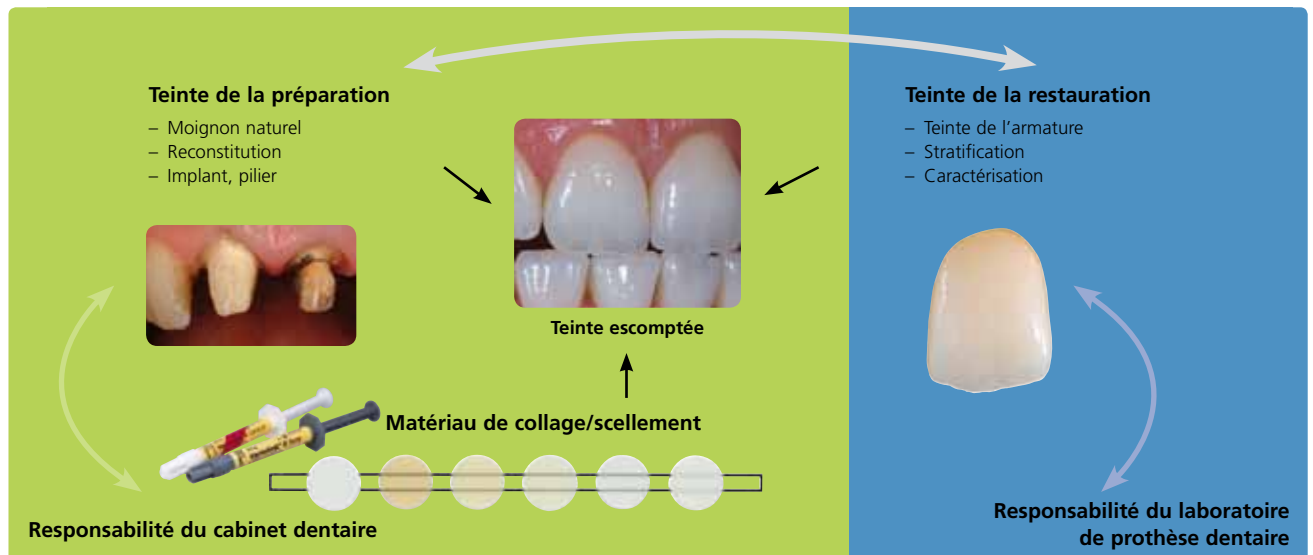 Teinte de la préparation
– Moignon naturel
– Reconstitution
– Implant, pilier
Teinte escomptée
Matériau de collage/scellement
Responsabilité du cabinet dentaire
Teinte de la restauration
– Teinte de l’armature
– Stratification
– Caractérisation
Responsabilité du laboratoire
de prothèse dentaire